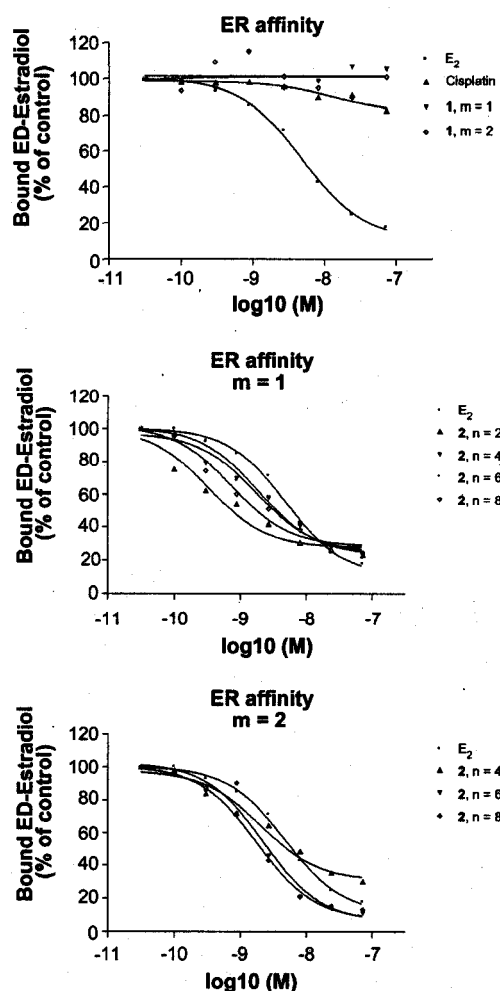 ER affinity
Bound ED-Estradiol
(% of control)
120
100
80
60
40
20
0
-11 -10 -9 -8 -7
log10 (M)
E2
Cisplatin
1, m = 1
1, m = 2
ER affinity
m = 1
Bound ED-Estradiol
(% of control)
120
100
80
60
40
20
0
-11 -10 -9 -8 -7
log10 (M)
E2
2, n = 2
2, n = 4
2, n = 6
2, n = 8
ER affinity
m = 2
Bound ED-Estradiol
(% of control)
120
100
80
60
40
20
0
-11 -10 -9 -8 -7
log10 (M)
E2
2, n = 4
2, n = 6
2, n = 8